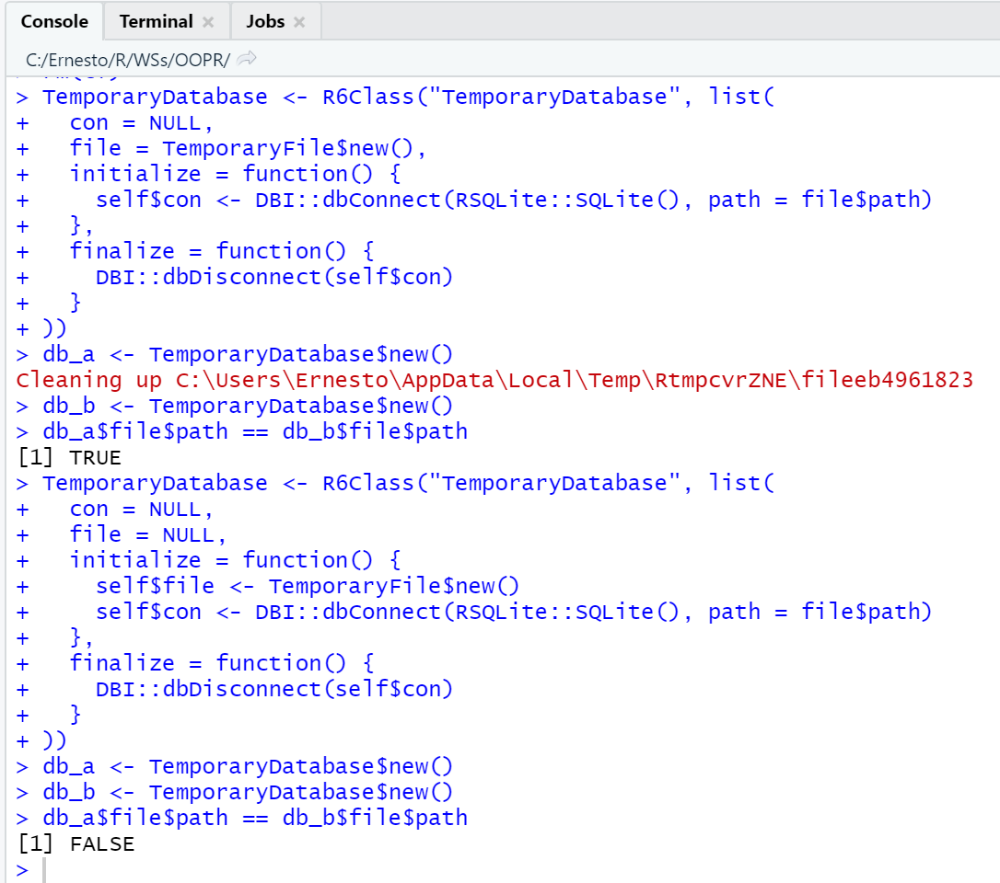 Console Terminal Jobs
C:/Ernesto/R/WSs/OOPR/
> TemporaryDatabase <- R6Class("TemporaryDatabase", list(
+   con = NULL,
+   file = TemporaryFile$new(),
+   initialize = function() {
+     self$con <- DBI::dbConnect(RSQLite::SQLite(), path = file$path)
+   },
+   finalize = function() {
+     DBI::dbDisconnect(self$con)
+   }
+ ))
> db_a <- TemporaryDatabase$new()
Cleaning up C:\Users\Ernesto\AppData\Local\Temp\RtmpcvrZNE\fileeb4961823
> db_b <- TemporaryDatabase$new()
> db_a$file$path == db_b$file$path
[1] TRUE
> TemporaryDatabase <- R6Class("TemporaryDatabase", list(
+   con = NULL,
+   file = NULL,
+   initialize = function() {
+     self$file <- TemporaryFile$new()
+     self$con <- DBI::dbConnect(RSQLite::SQLite(), path = file$path)
+   },
+   finalize = function() {
+     DBI::dbDisconnect(self$con)
+   }
+ ))
> db_a <- TemporaryDatabase$new()
> db_b <- TemporaryDatabase$new()
> db_a$file$path == db_b$file$path
[1] FALSE
>